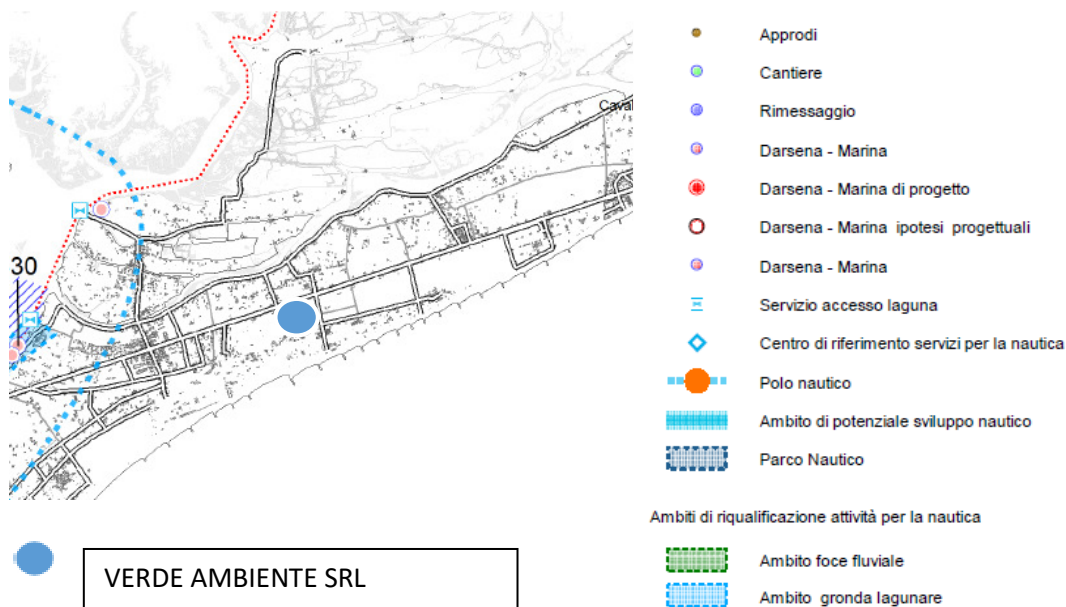 Caval
30
VERDE AMBIENTE SRL
Approdi
Cantiere
Rimessaggio
Darsena - Marina
Darsena - Marina di progetto
Darsena - Marina ipotesi progettuali
Darsena - Marina
Servizio accesso laguna
Centro di riferimento servizi per la nautica
Polo nautico
Ambito di potenziale sviluppo nautico
Parco Nautico
Ambiti di riqualificazione attività per la nautica
Ambito foce fluviale
Ambito gronda lagunare